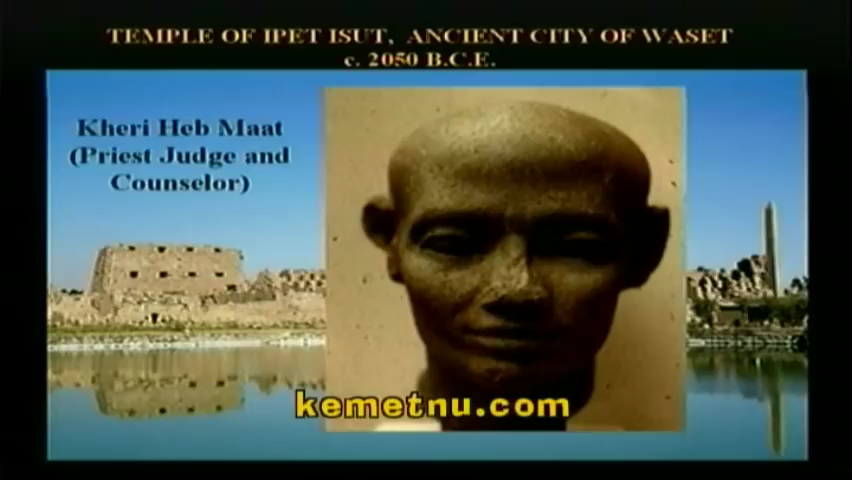 TEMPLE OF IPET ISUT, ANCIENT CITY OF WASET
c. 2050 B.C.E.
Kheri Heb Maat
(Priest Judge and
Counselor)
kemetnu.com